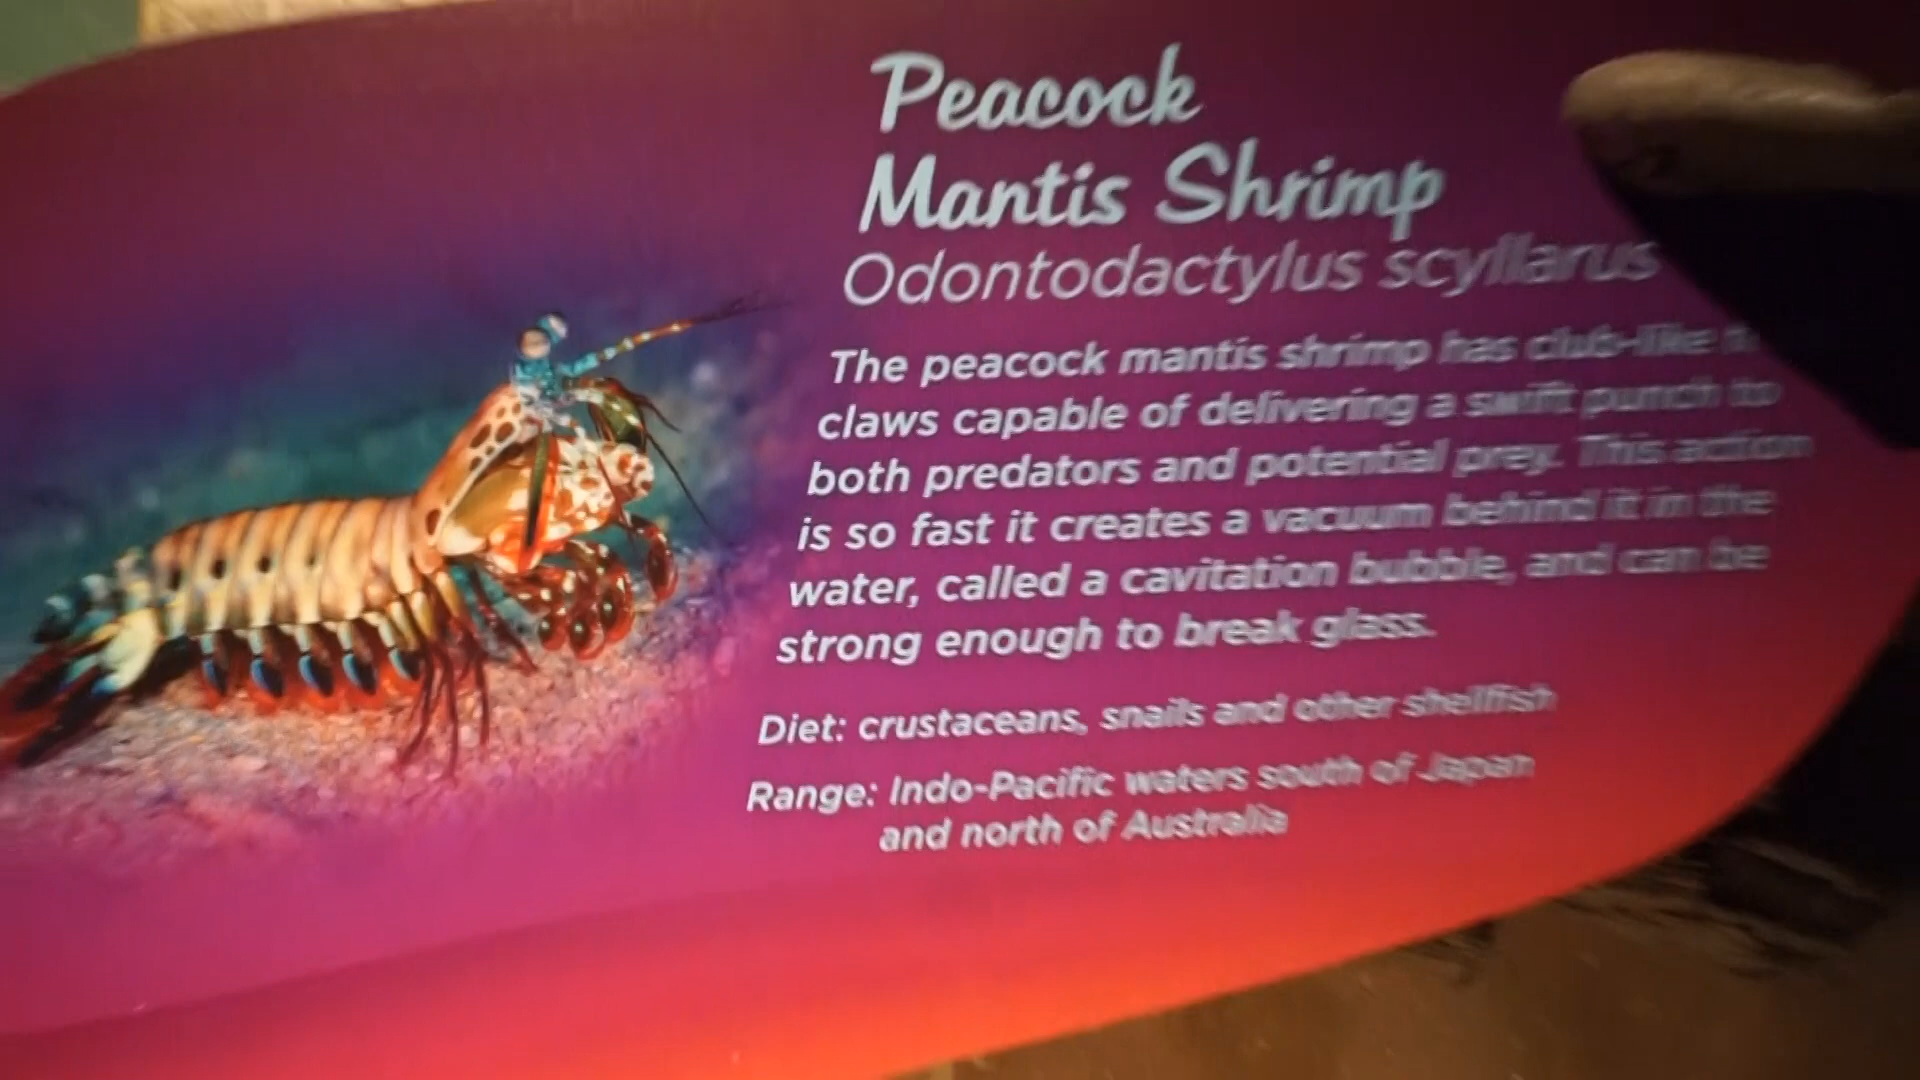 Peacock
Mantis Shrimp
Odontodactylus scyllarus
The peacock mantis shrimp has club-like
claws capable of delivering a swift punch to
both predators and potential prey. This action
is so fast it creates a vacuum behind it in the
water, called a cavitation bubble, and can be
strong enough to break glass.
Diet: crustaceans, snails and other shellfish
Range: Indo-Pacific waters south of Japan
and north of Australia